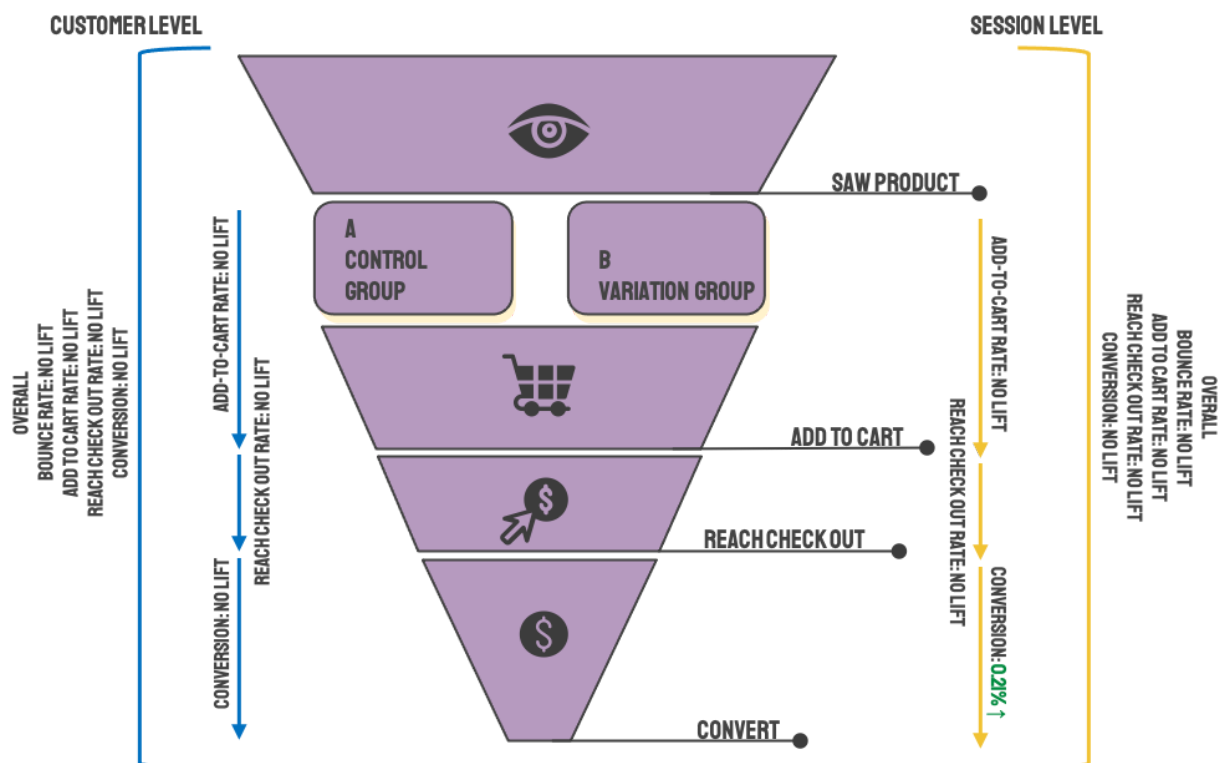 CUSTOMER LEVEL
SESSION LEVEL
SAW PRODUCT
A
CONTROL
GROUP
B
VARIATION GROUP
ADD TO CART
REACH CHECK OUT
CONVERT
OVERALL
BOUNCE RATE: NO LIFT
ADD TO CART RATE: NO LIFT
REACH CHECK OUT RATE: NO LIFT
CONVERSION: NO LIFT
ADD-TO-CART RATE: NO LIFT
REACH CHECK OUT RATE: NO LIFT
CONVERSION: NO LIFT
ADD-TO-CART RATE: NO LIFT
REACH CHECK OUT RATE: NO LIFT
CONVERSION: 0.21% ↑
OVERALL
BOUNCE RATE: NO LIFT
ADD TO CART RATE: NO LIFT
REACH CHECK OUT RATE: NO LIFT
CONVERSION: NO LIFT
$
$